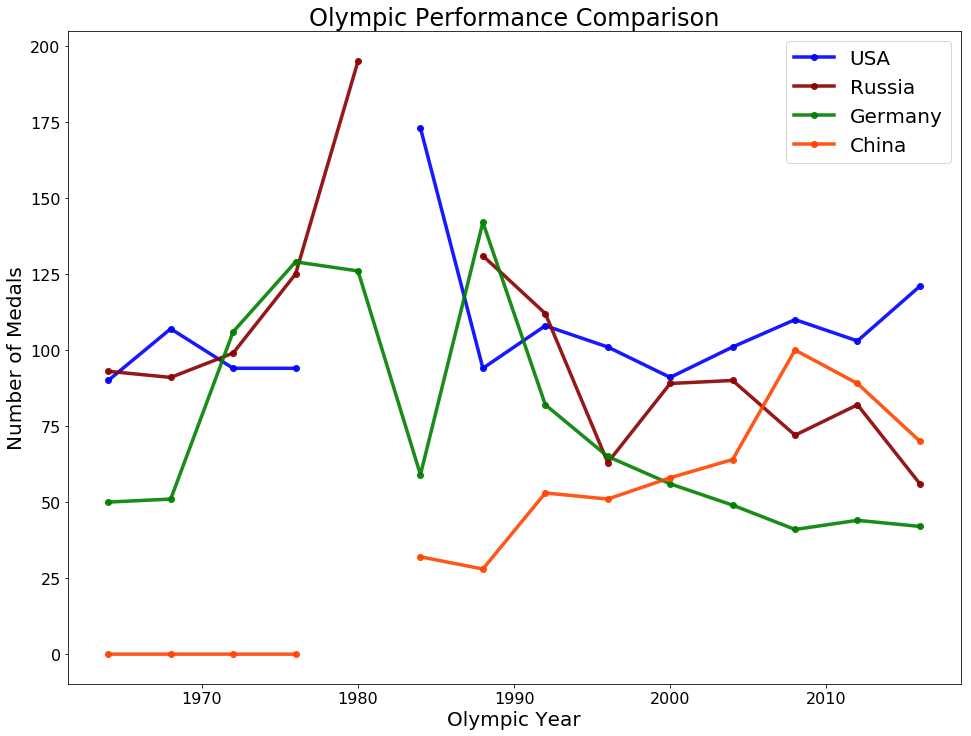 Olympic Performance Comparison
USA
Russia
Germany
China
Number of Medals
200
175
150
125
100
75
50
25
0
1970 1980 1990 2000 2010
Olympic Year